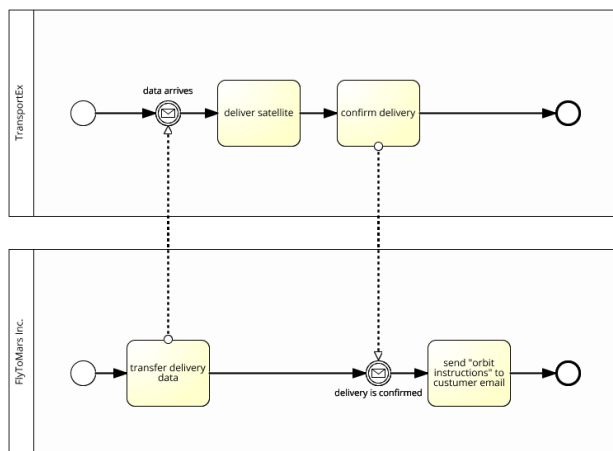 TransportEx
data arrives
deliver satellite
confirm delivery
FlyToMars Inc.
transfer delivery
data
delivery is confirmed
send "orbit
instructions" to
custumer email